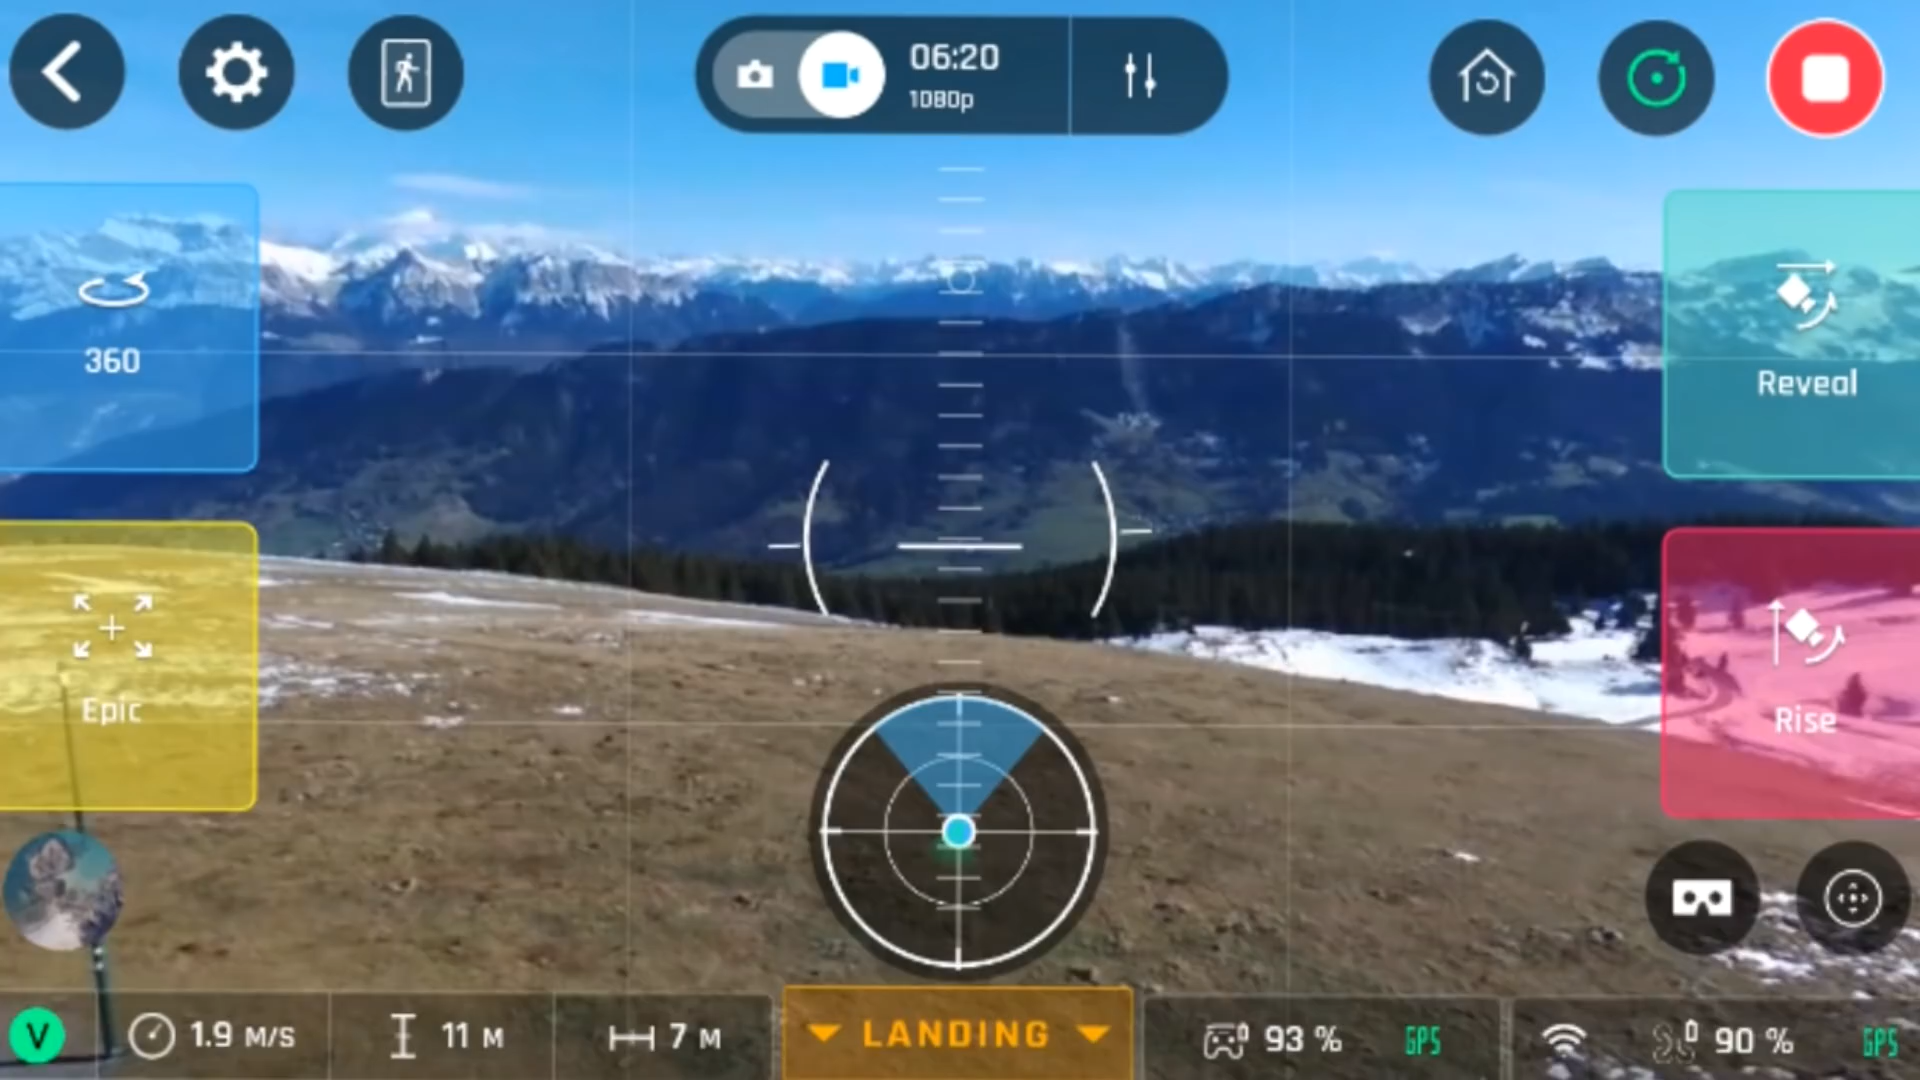 06:20
1080p
360
Reveal
Epic
Rise
V
1.9 M/S
11 M
7 M
LANDING
93 %
GPS
90 %
GPS